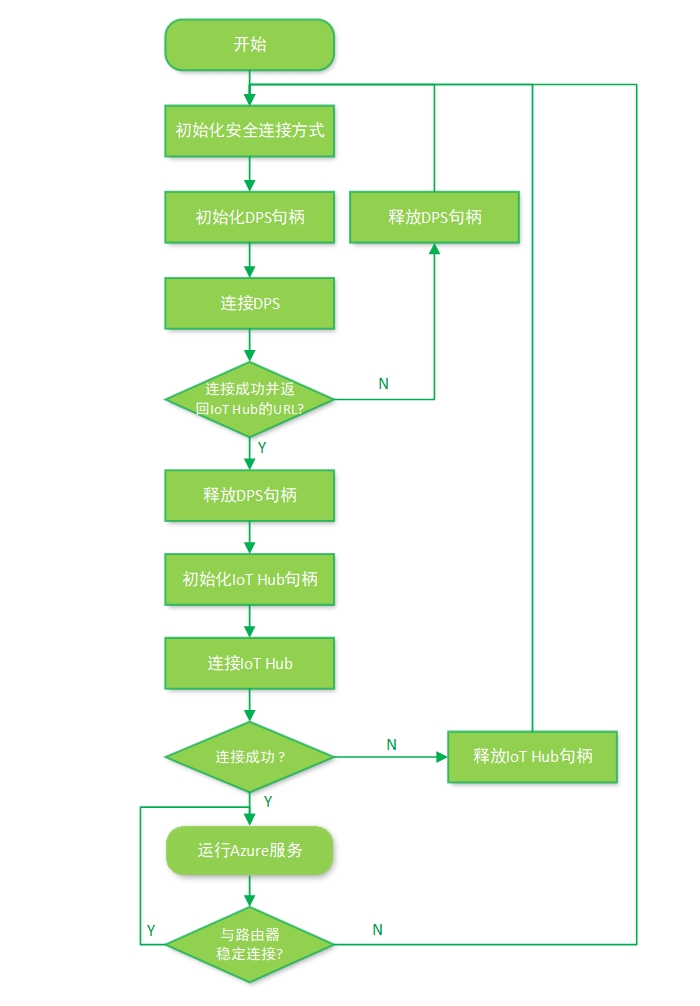 开始
初始化安全连接方式
初始化DPS句柄
释放DPS句柄
连接DPS
连接成功并返
回IoT Hub的URL?
N
Y
释放DPS句柄
初始化IoT Hub句柄
连接IoT Hub
连接成功？
N
释放IoT Hub句柄
Y
运行Azure服务
与路由器
稳定连接?
Y
N